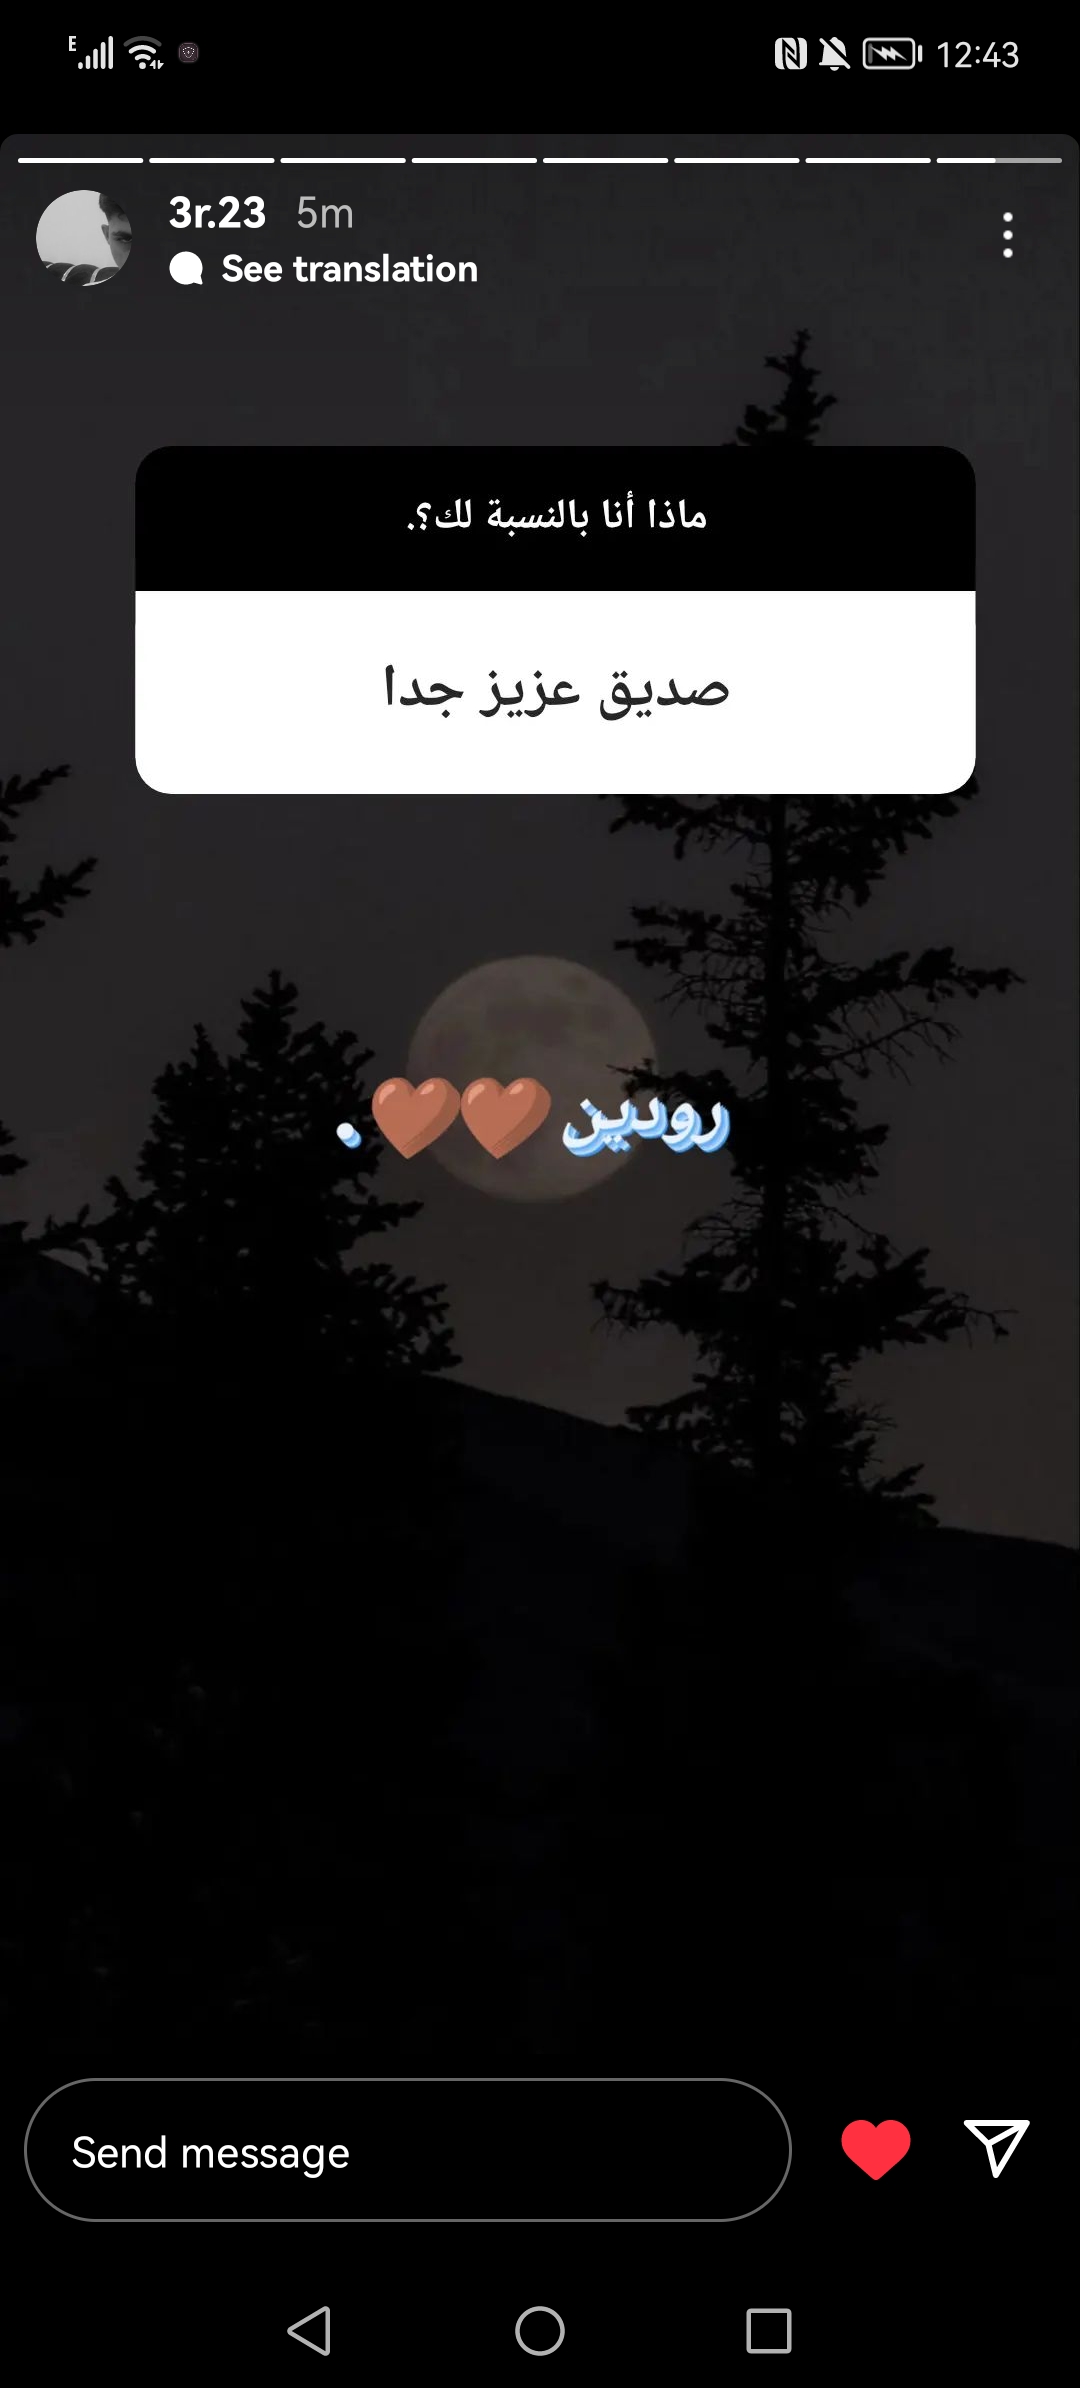 E
12:43
3r.23 5m
See translation
ماذا أنا بالنسبة لك؟.
صديق عزيز جدا
رودين 🤎🤎 .
Send message